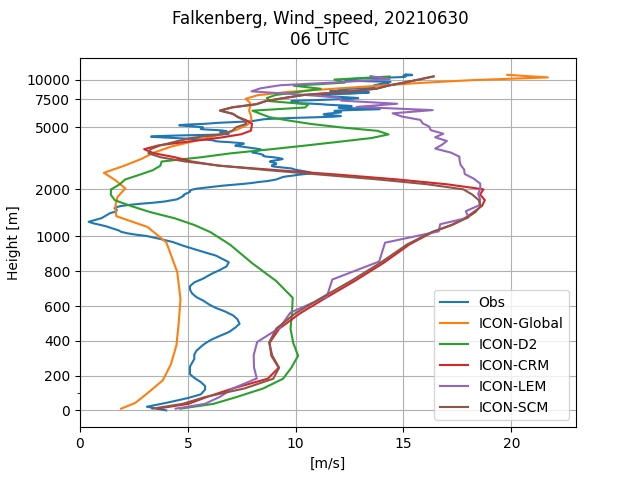 Falkenberg, Wind_speed, 20210630
06 UTC
10000
7500
5000
2000
1000
800
600
400
200
0
Height [m]
Obs
ICON-Global
ICON-D2
ICON-CRM
ICON-LEM
ICON-SCM
0 5 10 15 20
[m/s]